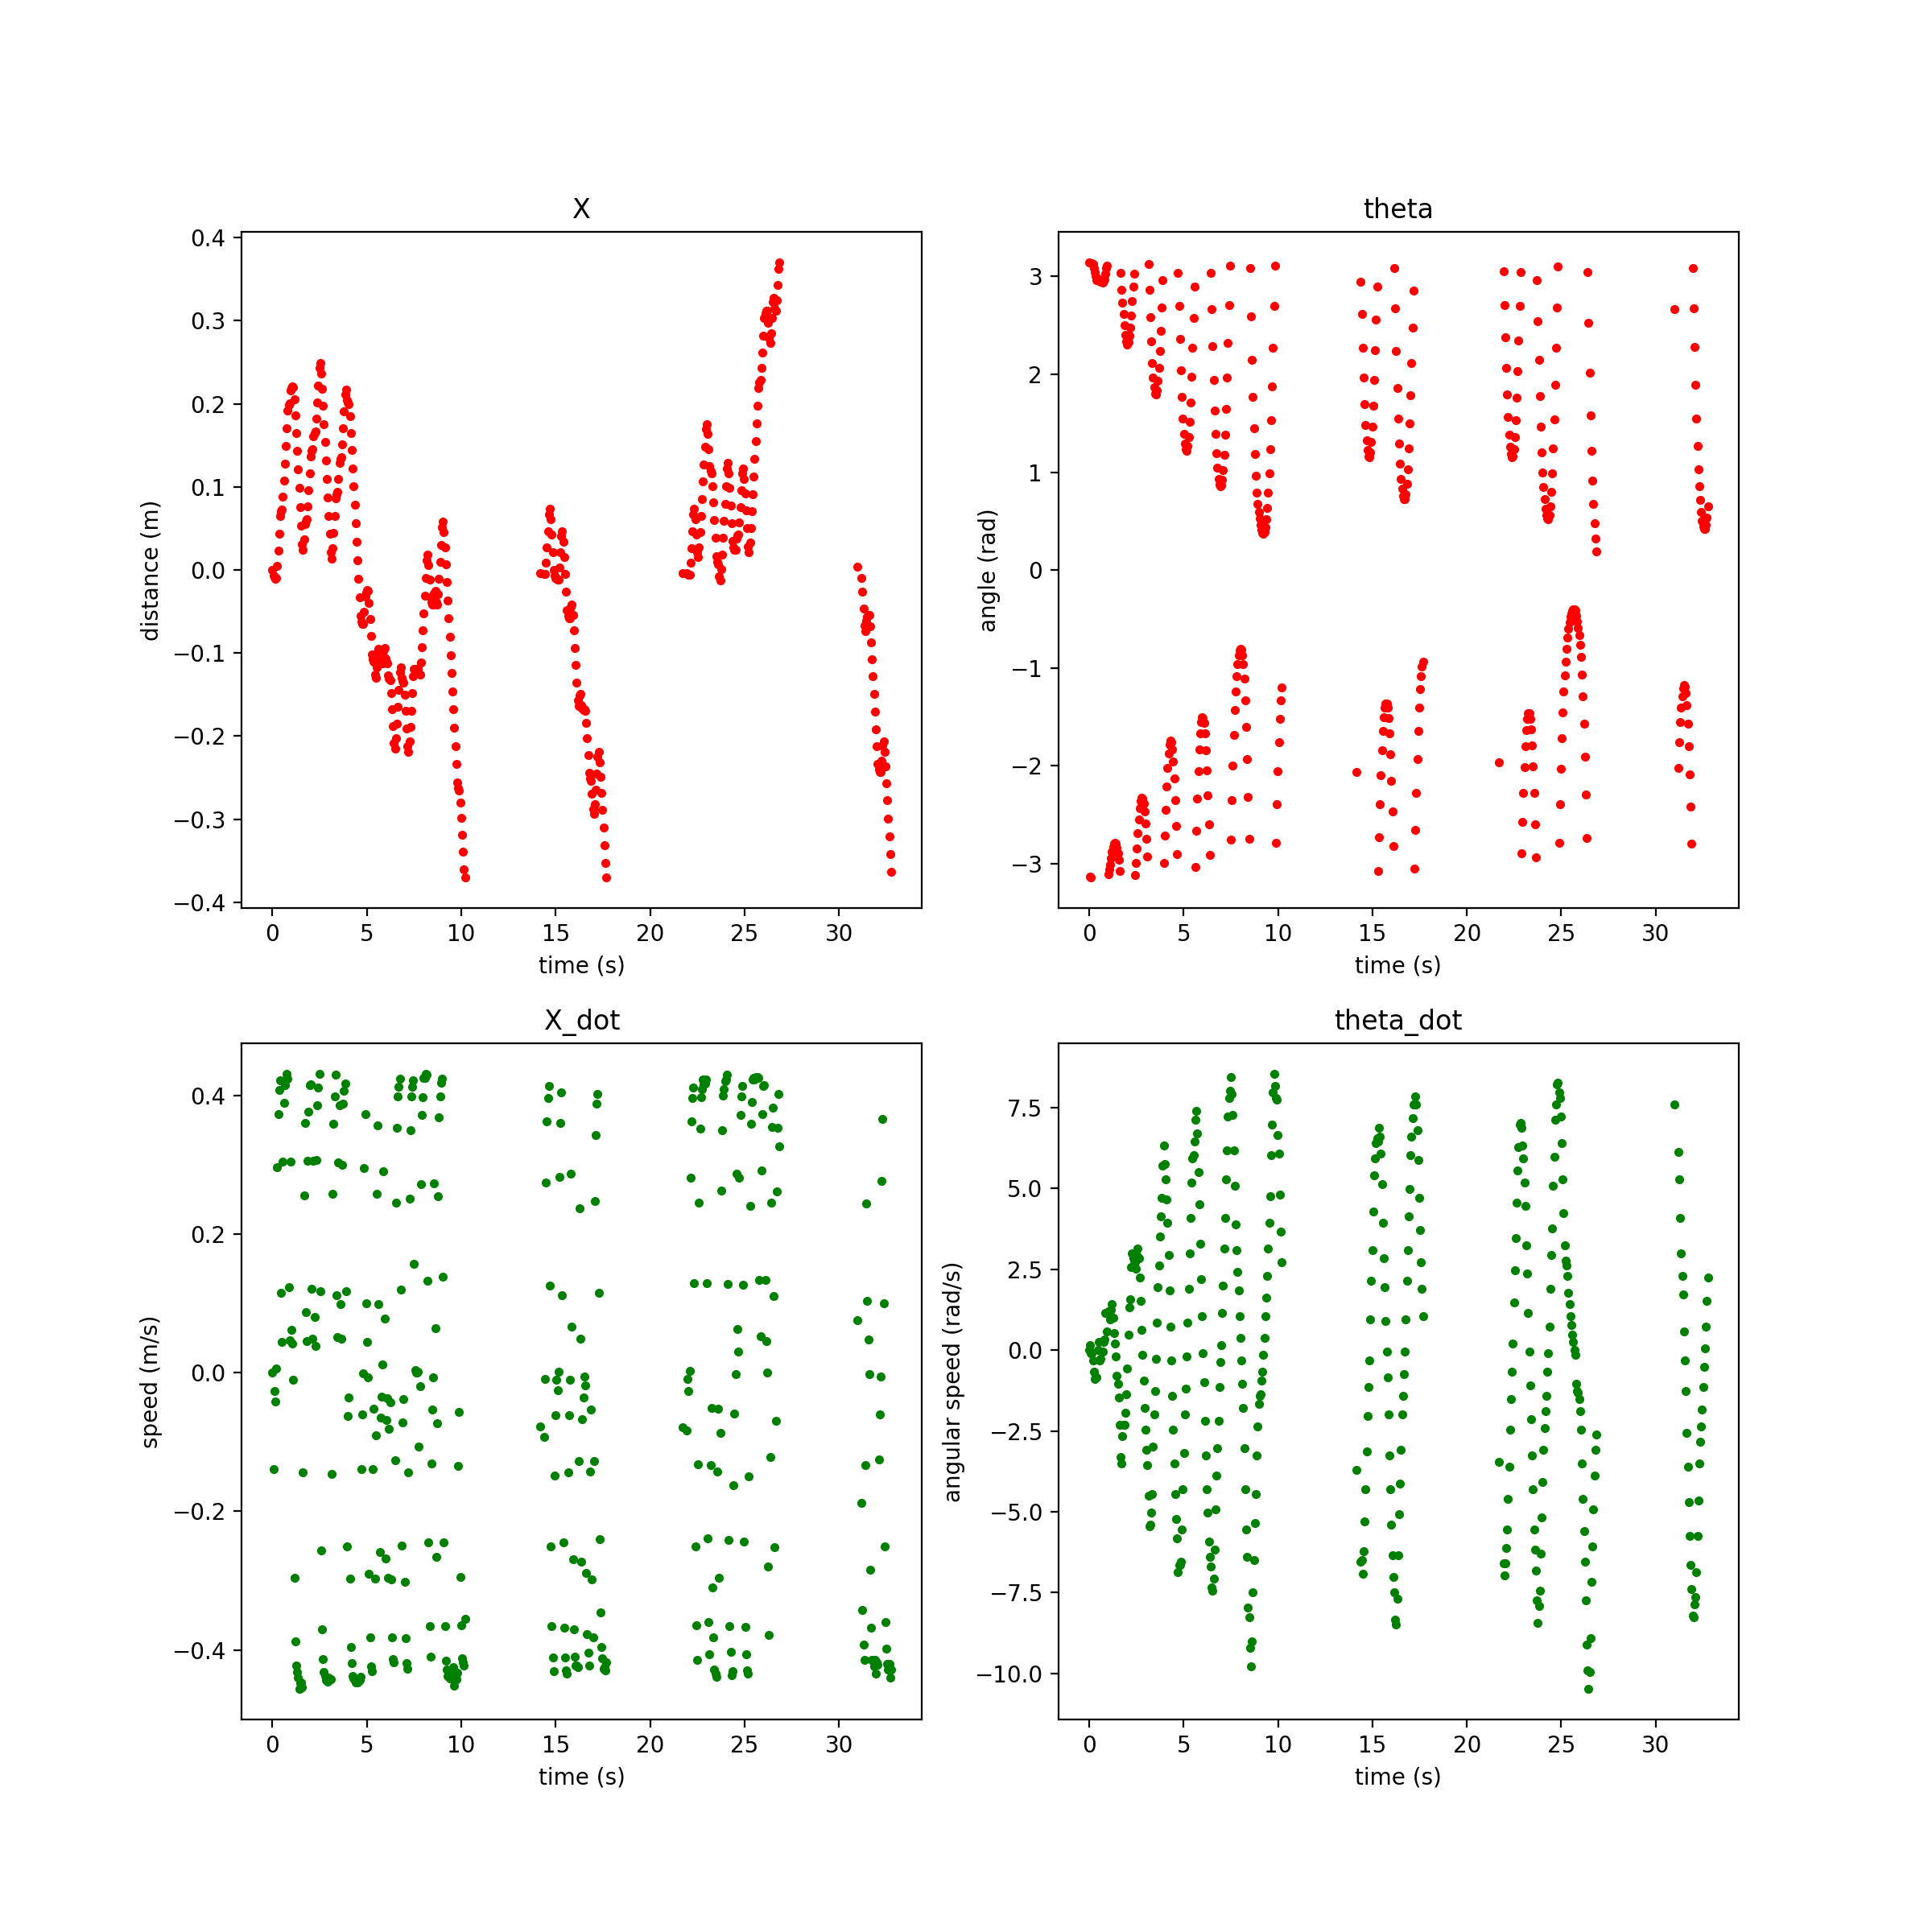 X
0.4
0.3
0.2
0.1
0.0
−0.1
−0.2
−0.3
−0.4
distance (m)
0 5 10 15 20 25 30
time (s)
theta
3
2
1
0
−1
−2
−3
angle (rad)
0 5 10 15 20 25 30
time (s)
X_dot
0.4
0.2
0.0
−0.2
−0.4
speed (m/s)
0 5 10 15 20 25 30
time (s)
theta_dot
7.5
5.0
2.5
0.0
−2.5
−5.0
−7.5
−10.0
angular speed (rad/s)
0 5 10 15 20 25 30
time (s)